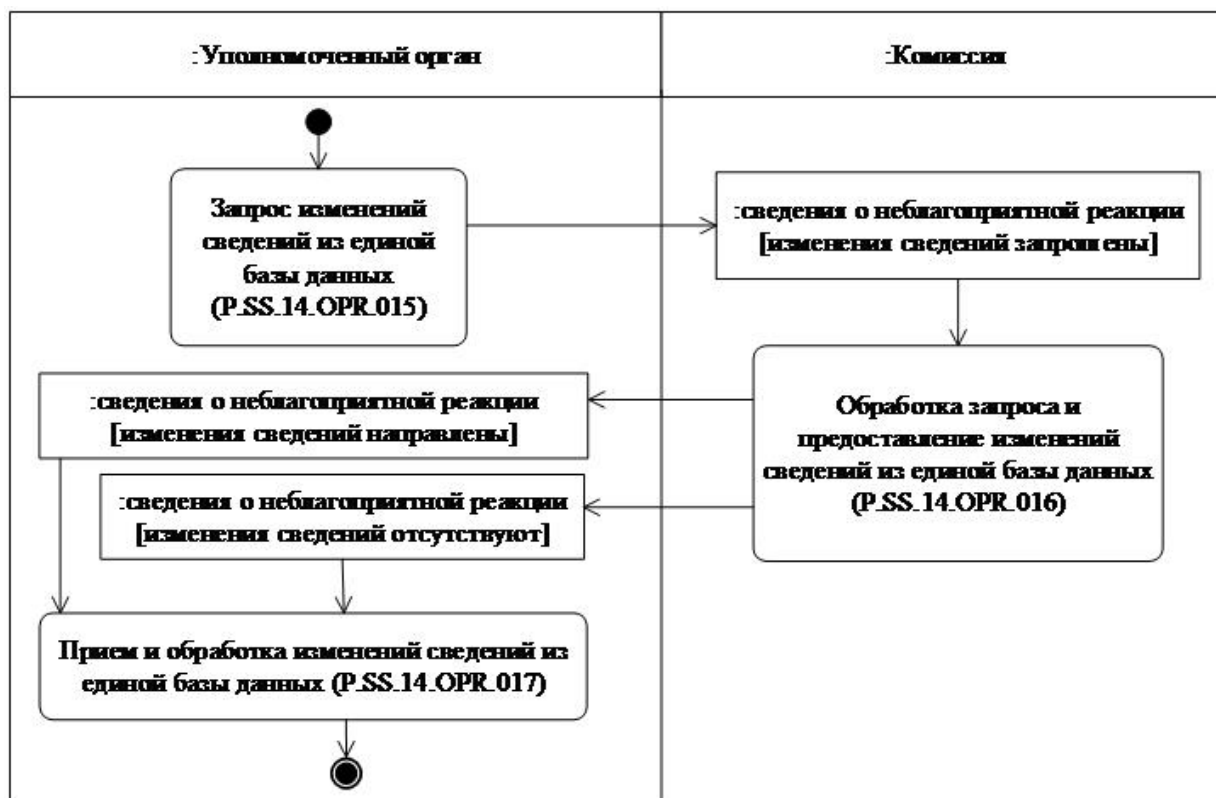 :Уполномоченный орган
:Комиссия
Запрос изменений
сведений из единой
базы данных
(P.SS.14.OPR.015)
:сведения о неблагоприятной реакции
[изменения сведений запрошены]
:сведения о неблагоприятной реакции
[изменения сведений направлены]
Обработка запроса и
предоставление изменений
сведений из единой базы данных
(P.SS.14.OPR.016)
:сведения о неблагоприятной реакции
[изменения сведений отсутствуют]
Прием и обработка изменений сведений из
единой базы данных (P.SS.14.OPR.017)